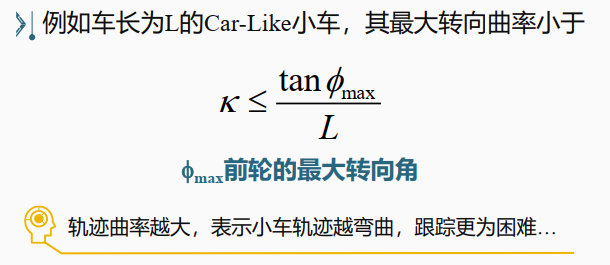 例如车长为L的Car-Like小车，其最大转向曲率小于
κ ≤ tan ϕmax / L
ϕmax前轮的最大转向角
轨迹曲率越大，表示小车轨迹越弯曲，跟踪更为困难…